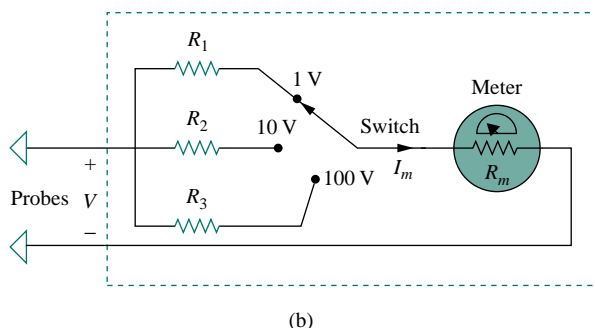 R1
1 V
Meter
R2
10 V
Switch
+
Im
Rm
Probes
V
100 V
R3
−
(b)